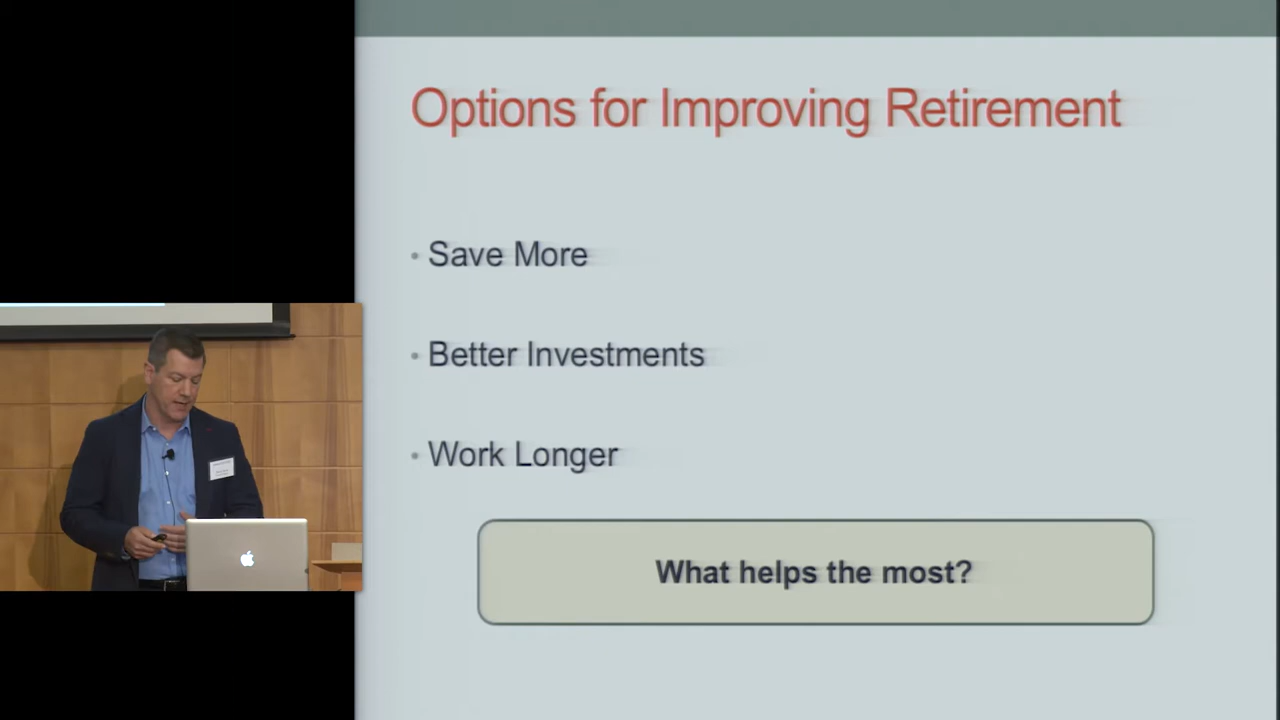 Options for Improving Retirement
• Save More
• Better Investments
• Work Longer
What helps the most?